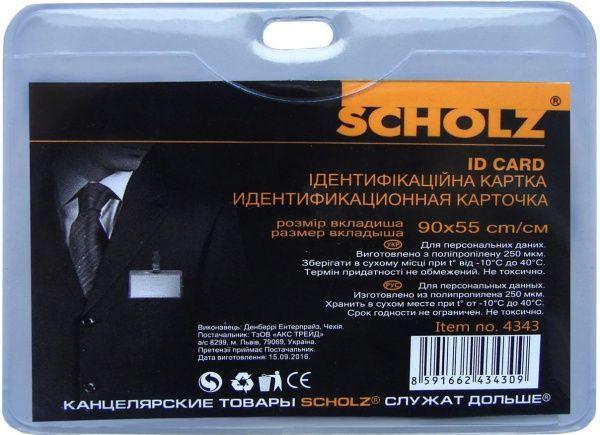 SCHOLZ®
ID CARD
ІДЕНТИФІКАЦІЙНА КАРТКА
ИДЕНТИФИКАЦИОННАЯ КАРТОЧКА
розмір вкладиша 90x55 cm/см
размер вкладыша
УКР Для персональних даних.
Виготовлено з поліпропілену 250 мкм.
Зберігати в сухому місці при t° від -10°C до 40°C.
Термін придатності не обмежений. Не токсично.
РУС Для персональных данных.
Изготовлено из полипропилена 250 мкм.
Хранить в сухом месте при t° от -10°C до 40°C.
Срок годности не ограничен. Не токсично.
Item no. 4343
Виконавець: Денберрі Ентерпрайз, Чехія.
Постачальник: ТзОВ «АКС ТРЕЙД»
а/с 8299, м. Львів, 79069, Україна.
Претензії приймає Постачальник.
Виготовлено: 15.09.2016.
CE
8 591662 434309
КАНЦЕЛЯРСКИЕ ТОВАРЫ SCHOLZ® СЛУЖАТ ДОЛЬШЕ®